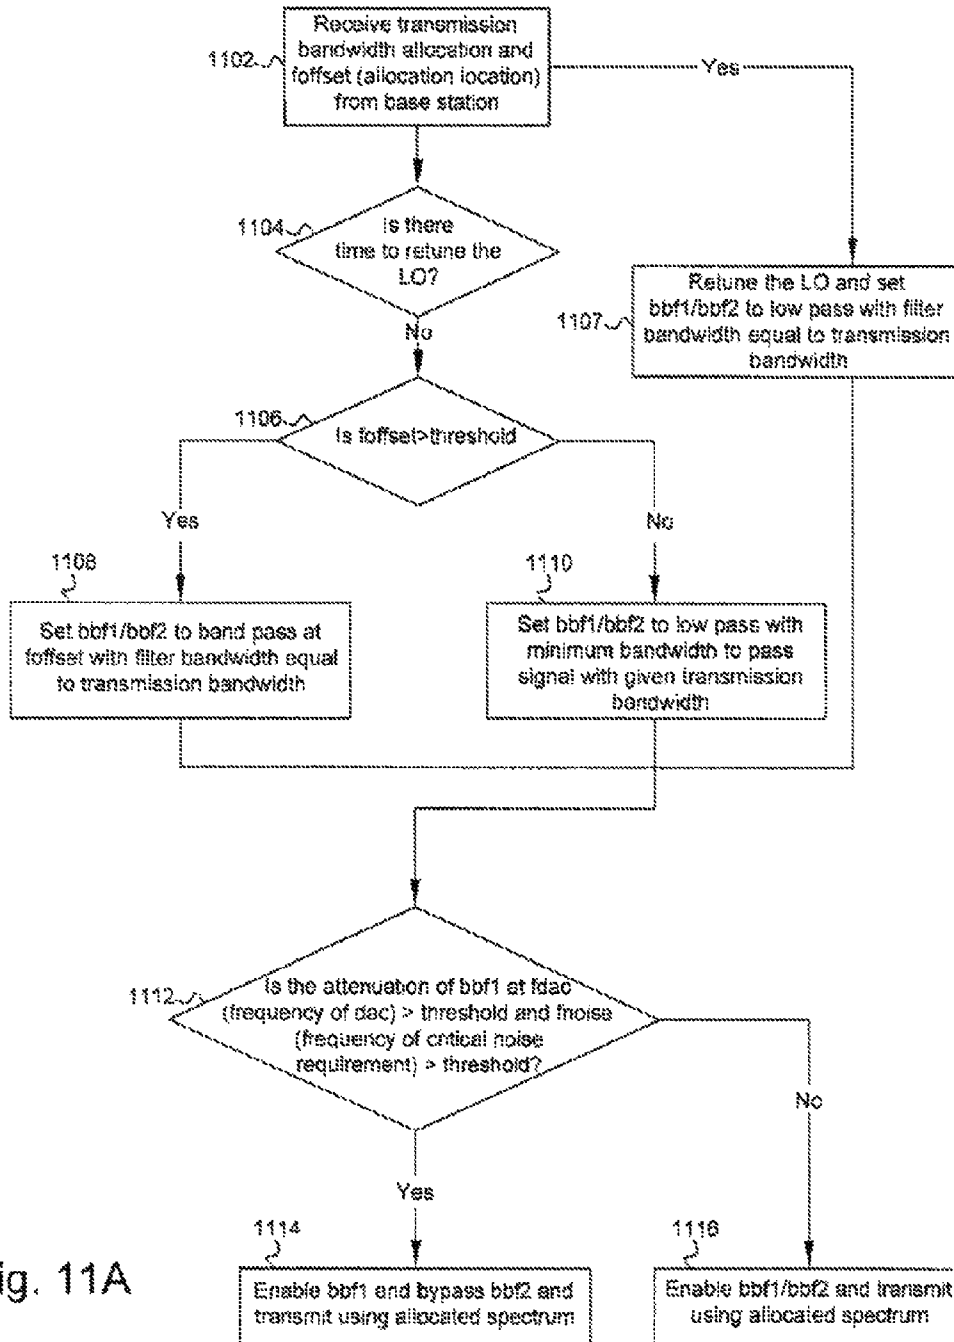 Receive transmission
bandwidth allocation and
foffset (allocation location)
from base station
1102
Yes
1104
Is there
time to retune the
LO?
Retune the LO and set
bbf1/bbf2 to low pass with filter
bandwidth equal to transmission
bandwidth
1107
No
1106
Is foffset>threshold
Yes
No
1108
1110
Set bbf1/bbf2 to band pass at
foffset with filter bandwidth equal
to transmission bandwidth
Set bbf1/bbf2 to low pass with
minimum bandwidth to pass
signal with given transmission
bandwidth
1112
Is the attenuation of bbf1 at fdac
(frequency of dac) > threshold and fnoise
(frequency of critical noise
requirement) > threshold?
No
Yes
1114
1116
ig. 11A
Enable bbf1 and bypass bbf2 and
transmit using allocated spectrum
Enable bbf1/bbf2 and transmit
using allocated spectrum